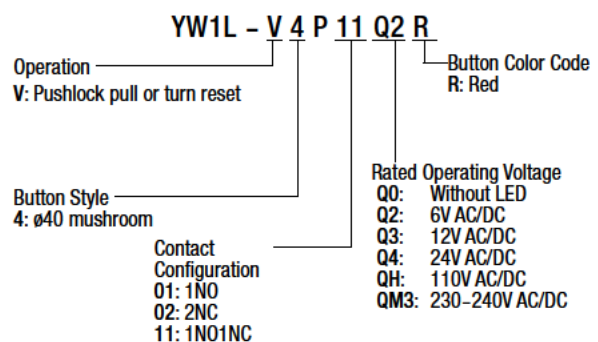 YW1L – V 4 P 11 Q2 R
Operation
V: Pushlock pull or turn reset
Button Color Code
R: Red
Button Style
4: ø40 mushroom
Rated Operating Voltage
Q0: Without LED
Q2: 6V AC/DC
Q3: 12V AC/DC
Q4: 24V AC/DC
QH: 110V AC/DC
QM3: 230–240V AC/DC
Contact
Configuration
01: 1NO
02: 2NC
11: 1NO1NC